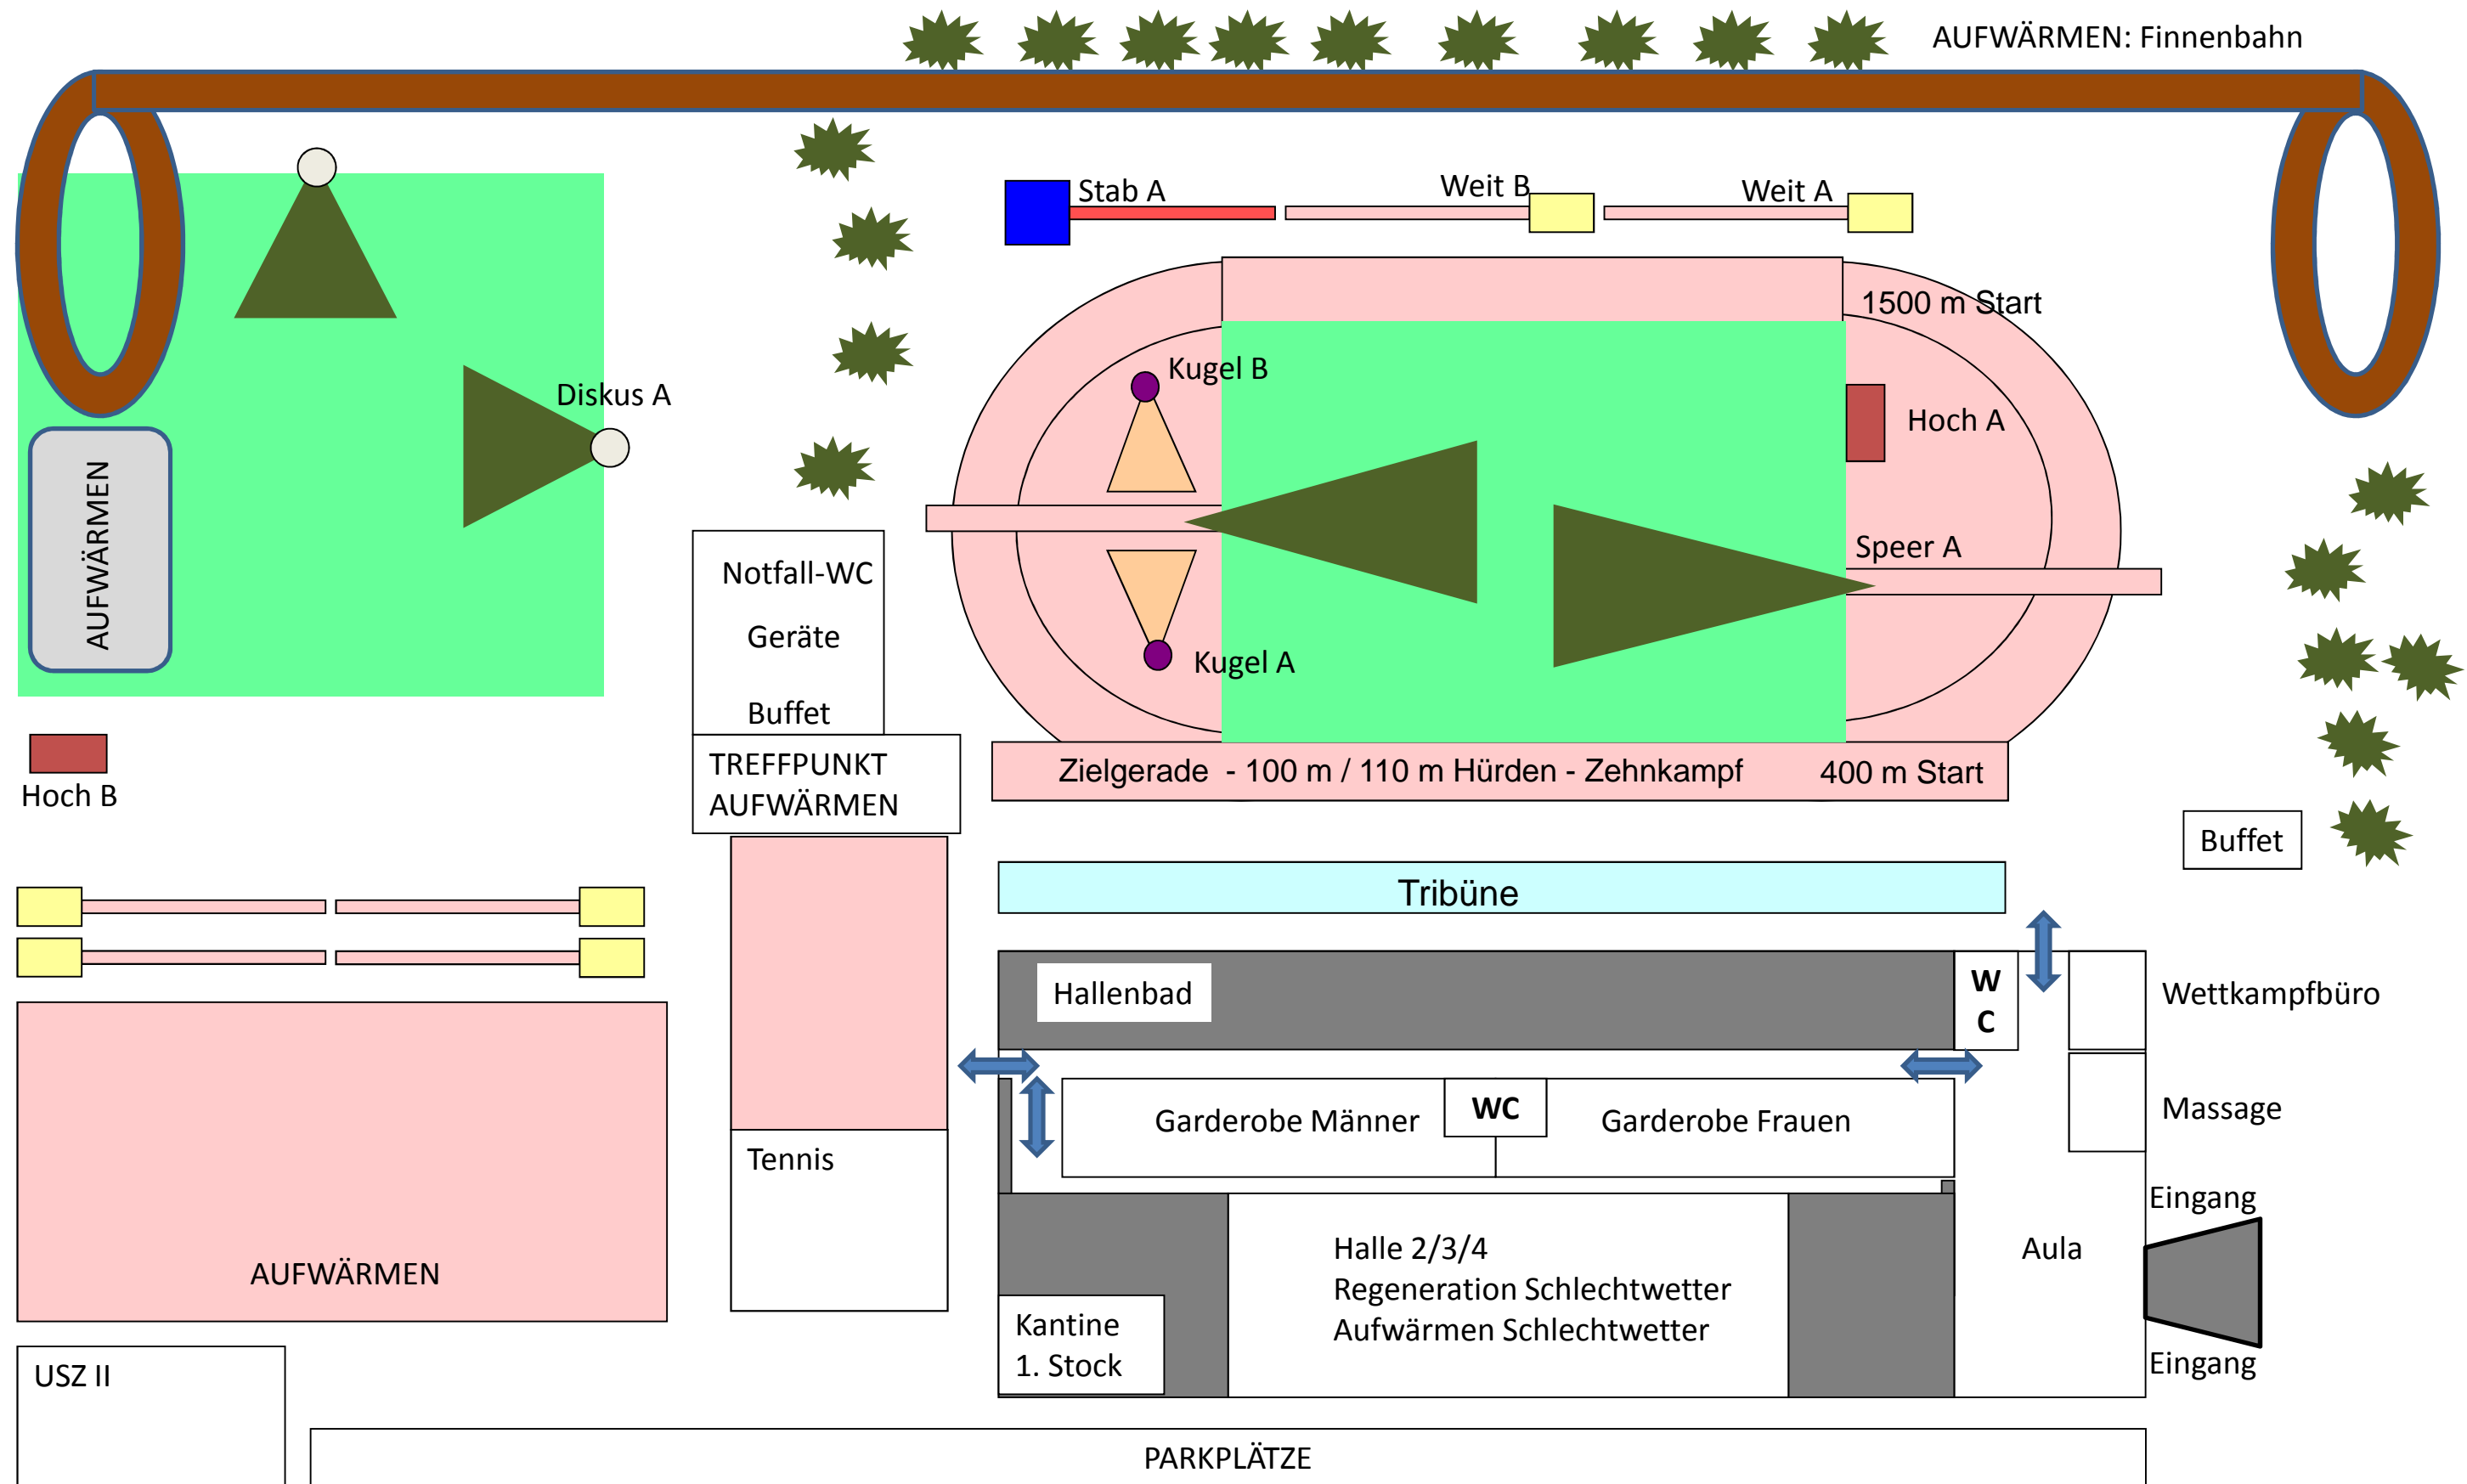 AUFWÄRMEN: Finnenbahn
Stab A
Weit B
Weit A
1500 m Start
Kugel B
Diskus A
Hoch A
AUFWÄRMEN
Speer A
Notfall-WC
Geräte
Kugel A
Buffet
TREFFPUNKT
AUFWÄRMEN
Zielgerade - 100 m / 110 m Hürden - Zehnkampf
400 m Start
Hoch B
Buffet
Tribüne
Hallenbad
W
C
Wettkampfbüro
Garderobe Männer
WC
Garderobe Frauen
Massage
Tennis
Eingang
Halle 2/3/4
Regeneration Schlechtwetter
Aufwärmen Schlechtwetter
Aula
AUFWÄRMEN
Kantine
1. Stock
Eingang
USZ II
PARKPLÄTZE